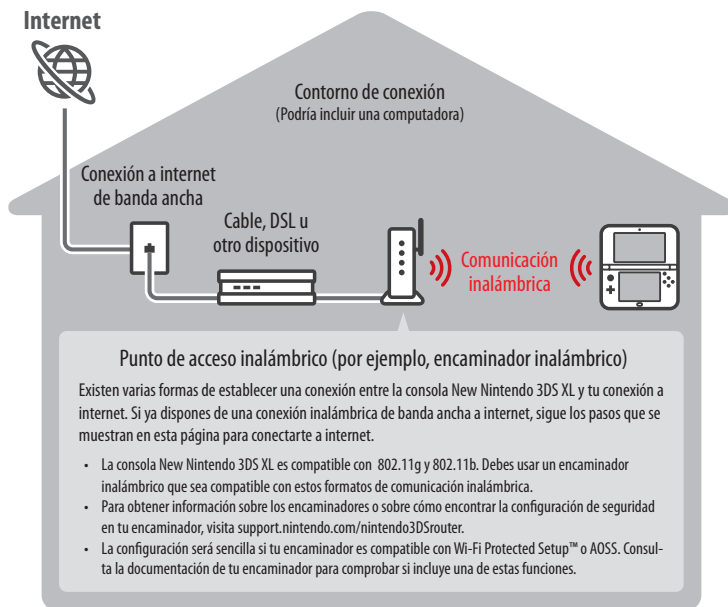 Internet
Contorno de conexión
(Podría incluir una computadora)
Conexión a internet
de banda ancha
Cable, DSL u
otro dispositivo
Comunicación
inalámbrica
Punto de acceso inalámbrico (por ejemplo, encaminador inalámbrico)
Existen varias formas de establecer una conexión entre la consola New Nintendo 3DS XL y tu conexión a
internet. Si ya dispones de una conexión inalámbrica de banda ancha a internet, sigue los pasos que se
muestran en esta página para conectarte a internet.
• La consola New Nintendo 3DS XL es compatible con 802.11g y 802.11b. Debes usar un encaminador
inalámbrico que sea compatible con estos formatos de comunicación inalámbrica.
• Para obtener información sobre los encaminadores o sobre cómo encontrar la configuración de seguridad
en tu encaminador, visita support.nintendo.com/nintendo3DSrouter.
• La configuración será sencilla si tu encaminador es compatible con Wi-Fi Protected Setup™ o AOSS. Consul-
ta la documentación de tu encaminador para comprobar si incluye una de estas funciones.